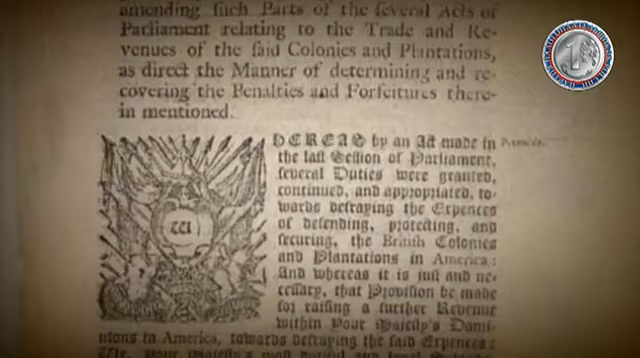 amending such Parts of the several Acts of
Parliament relating to the Trade and Re-
venues of the said Colonies and Plantations,
as direct the Manner of determining and re-
covering the Penalties and Forfeitures there-
in mentioned.
WHEREAS by an Act made in
the last Session of Parliament,
several Duties were granted,
continued, and appropriated, to-
wards defraying the Expences
of defending, protecting, and
securing, the British Colonies
and Plantations in America:
And whereas it is just and ne-
cessary, that Provision be made
for raising a further Revenue
within Your Majesty's Domi-
nions in America, towards defraying the said Expences:
We, Your Majesty's most dutiful and loyal
1